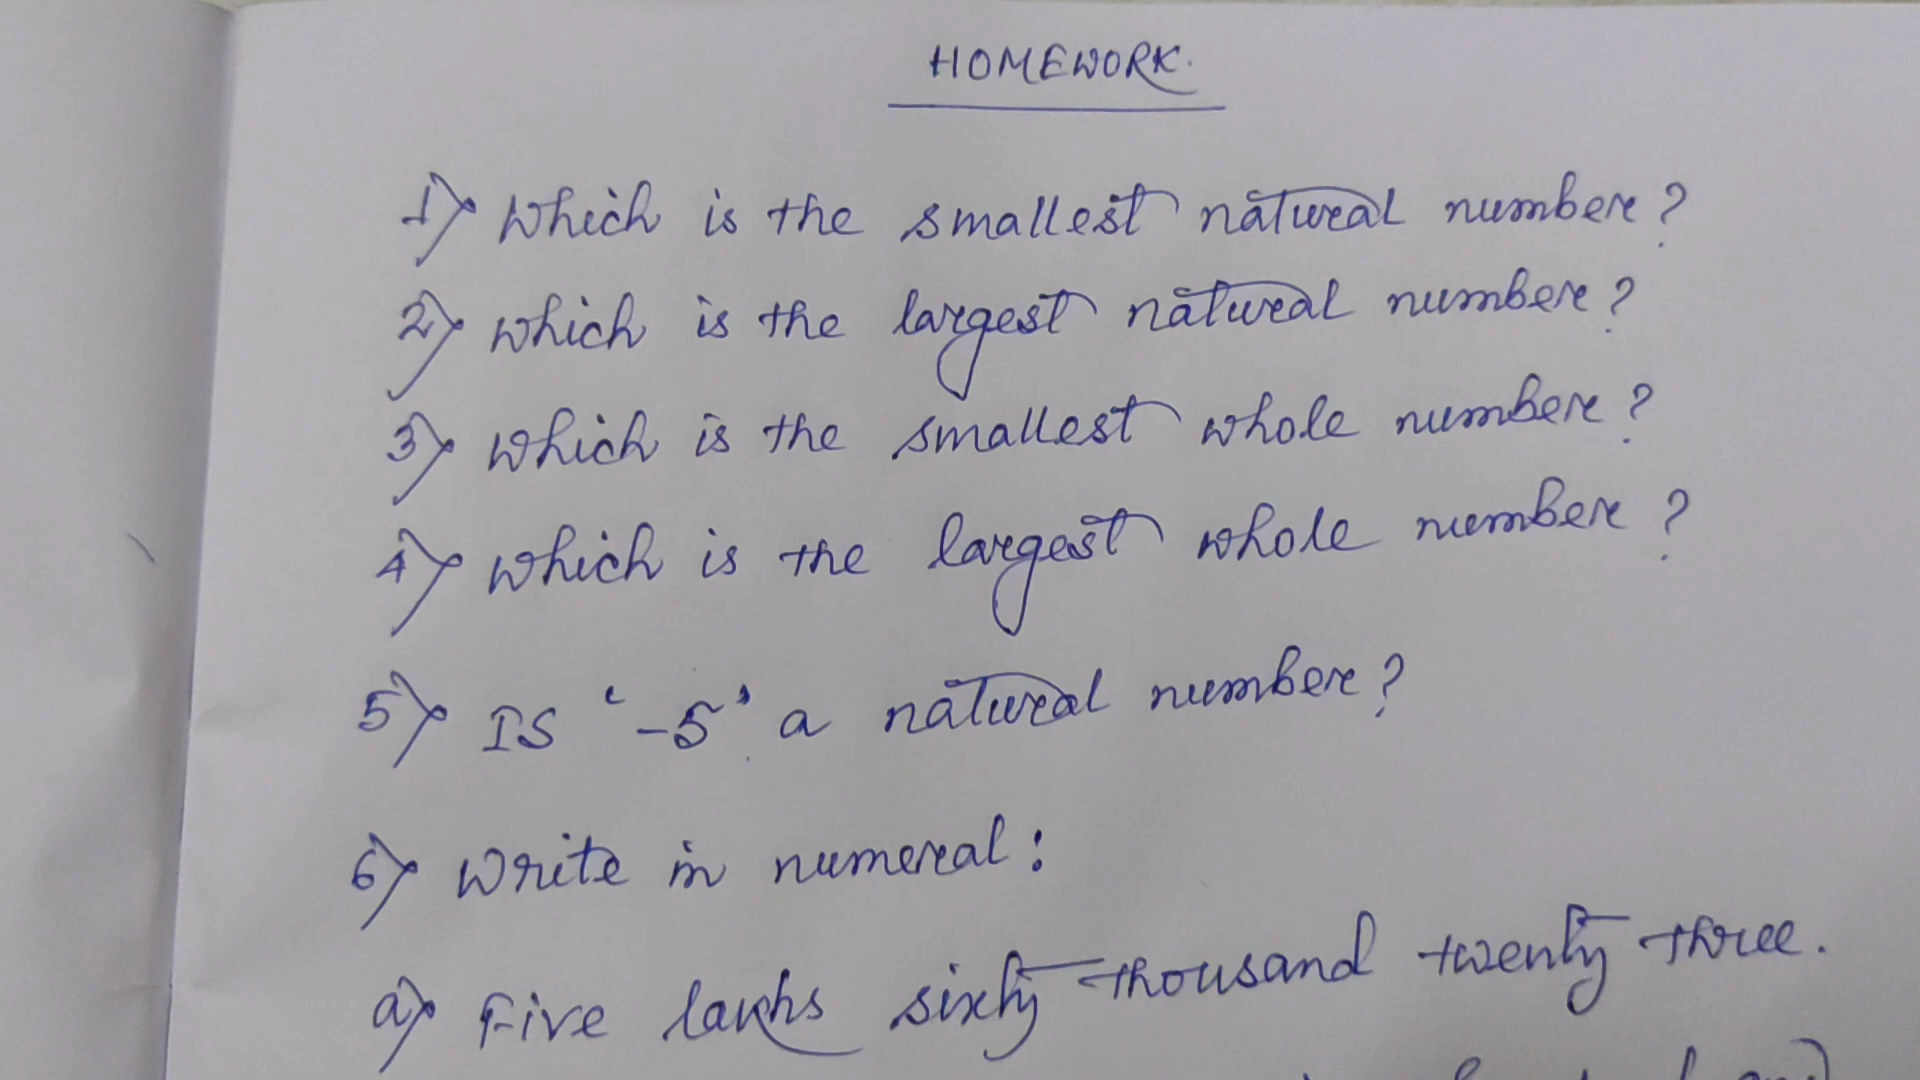 HOMEWORK.
1) Which is the smallest natural number?
2) which is the largest natural number?
3) which is the smallest whole number?
4) which is the largest whole number?
5) IS ‘-5’ a natural number?
6) Write in numeral:
a) Five lakhs sixty thousand twenty three.